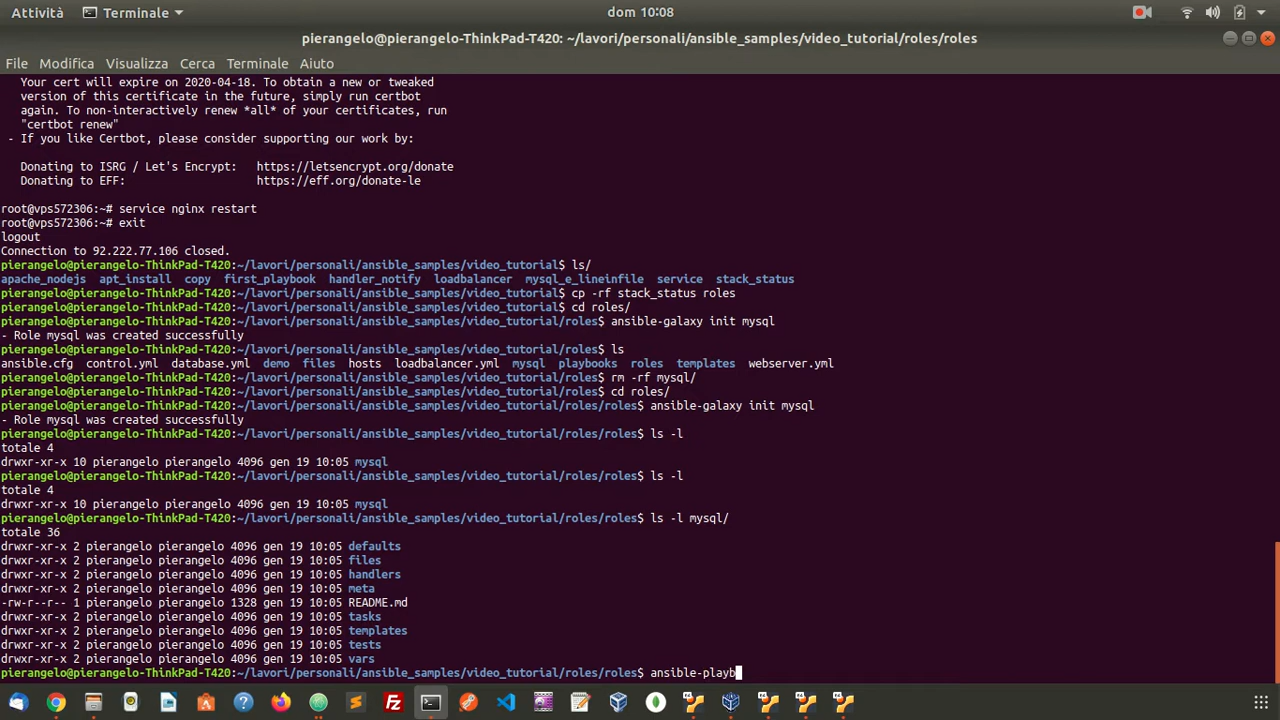 Attività
Terminale
dom 10:08
pierangelo@pierangelo-ThinkPad-T420: ~/lavori/personali/ansible_samples/video_tutorial/roles/roles
File Modifica Visualizza Cerca Terminale Aiuto
Your cert will expire on 2020-04-18. To obtain a new or tweaked
version of this certificate in the future, simply run certbot
again. To non-interactively renew *all* of your certificates, run
"certbot renew"
- If you like Certbot, please consider supporting our work by:
Donating to ISRG / Let's Encrypt:   https://letsencrypt.org/donate
Donating to EFF:                    https://eff.org/donate-le
root@vps572306:~# service nginx restart
root@vps572306:~# exit
logout
Connection to 92.222.77.106 closed.
pierangelo@pierangelo-ThinkPad-T420:~/lavori/personali/ansible_samples/video_tutorial$ ls/
apache_nodejs  apt_install  copy  first_playbook  handler_notify  loadbalancer  mysql_e_lineinfile  service  stack_status
pierangelo@pierangelo-ThinkPad-T420:~/lavori/personali/ansible_samples/video_tutorial$ cp -rf stack_status roles
pierangelo@pierangelo-ThinkPad-T420:~/lavori/personali/ansible_samples/video_tutorial$ cd roles/
pierangelo@pierangelo-ThinkPad-T420:~/lavori/personali/ansible_samples/video_tutorial/roles$ ansible-galaxy init mysql
- Role mysql was created successfully
pierangelo@pierangelo-ThinkPad-T420:~/lavori/personali/ansible_samples/video_tutorial/roles$ ls
ansible.cfg  control.yml  database.yml  demo  files  hosts  loadbalancer.yml  mysql  playbooks  roles  templates  webserver.yml
pierangelo@pierangelo-ThinkPad-T420:~/lavori/personali/ansible_samples/video_tutorial/roles$ rm -rf mysql/
pierangelo@pierangelo-ThinkPad-T420:~/lavori/personali/ansible_samples/video_tutorial/roles$ cd roles/
pierangelo@pierangelo-ThinkPad-T420:~/lavori/personali/ansible_samples/video_tutorial/roles/roles$ ansible-galaxy init mysql
- Role mysql was created successfully
pierangelo@pierangelo-ThinkPad-T420:~/lavori/personali/ansible_samples/video_tutorial/roles/roles$ ls -l
totale 4
drwxr-xr-x 10 pierangelo pierangelo 4096 gen 19 10:05 mysql
pierangelo@pierangelo-ThinkPad-T420:~/lavori/personali/ansible_samples/video_tutorial/roles/roles$ ls -l
totale 4
drwxr-xr-x 10 pierangelo pierangelo 4096 gen 19 10:05 mysql
pierangelo@pierangelo-ThinkPad-T420:~/lavori/personali/ansible_samples/video_tutorial/roles/roles$ ls -l mysql/
totale 36
drwxr-xr-x 2 pierangelo pierangelo 4096 gen 19 10:05 defaults
drwxr-xr-x 2 pierangelo pierangelo 4096 gen 19 10:05 files
drwxr-xr-x 2 pierangelo pierangelo 4096 gen 19 10:05 handlers
drwxr-xr-x 2 pierangelo pierangelo 4096 gen 19 10:05 meta
-rw-r--r-- 1 pierangelo pierangelo 1328 gen 19 10:05 README.md
drwxr-xr-x 2 pierangelo pierangelo 4096 gen 19 10:05 tasks
drwxr-xr-x 2 pierangelo pierangelo 4096 gen 19 10:05 templates
drwxr-xr-x 2 pierangelo pierangelo 4096 gen 19 10:05 tests
drwxr-xr-x 2 pierangelo pierangelo 4096 gen 19 10:05 vars
pierangelo@pierangelo-ThinkPad-T420:~/lavori/personali/ansible_samples/video_tutorial/roles/roles$ ansible-playb